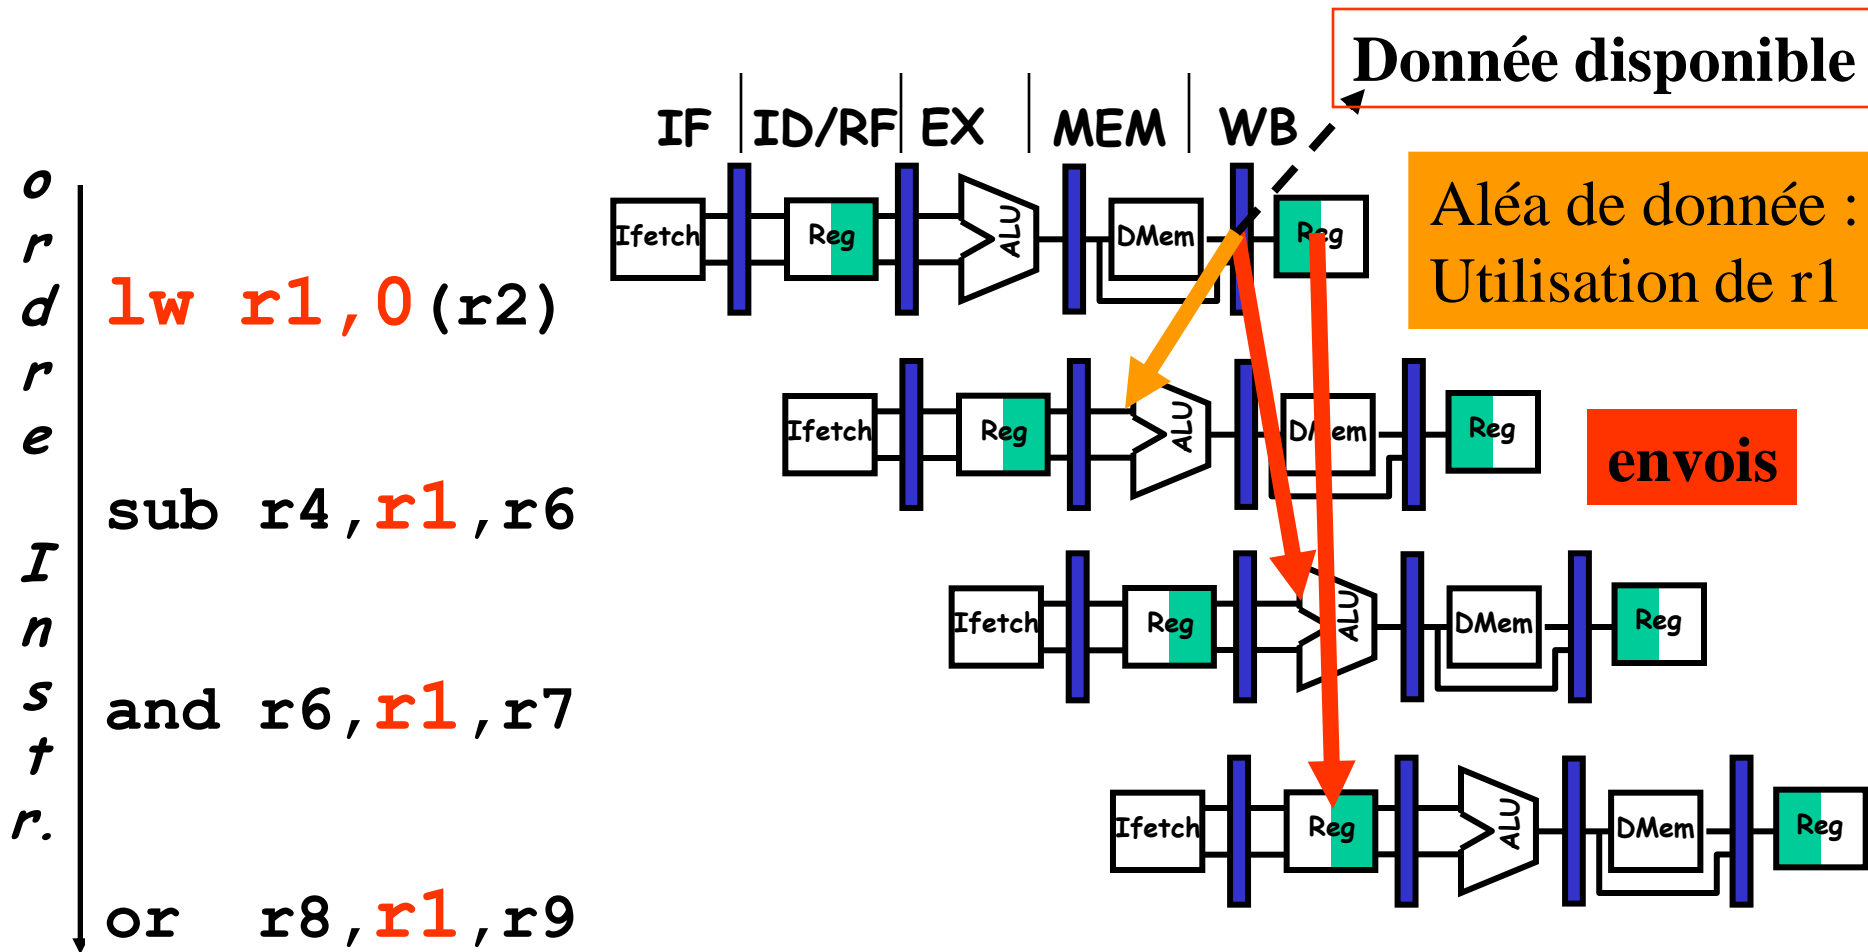 Donnée disponible
IF ID/RF EX MEM WB
Aléa de donnée :
Utilisation de r1
ordre Instr.
lw r1,0(r2)
Ifetch Reg ALU DMem Reg
sub r4,r1,r6
Ifetch Reg ALU DMem Reg
envois
and r6,r1,r7
Ifetch Reg ALU DMem Reg
or r8,r1,r9
Ifetch Reg ALU DMem Reg